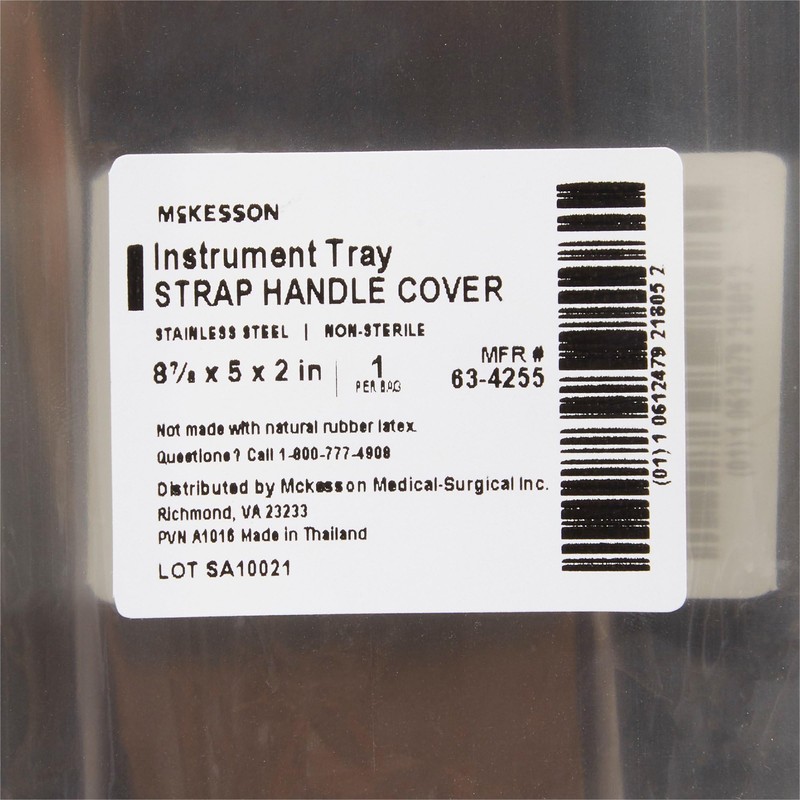 McKESSON
Instrument Tray
STRAP HANDLE COVER
STAINLESS STEEL | NON-STERILE
8⅞ x 5 x 2 in
1
PER BAG
MFR #
63-4255
Not made with natural rubber latex.
Questions? Call 1-800-777-4908
Distributed by McKesson Medical-Surgical Inc.
Richmond, VA 23233
PVN A1016 Made in Thailand
LOT SA10021
(01) 1 0612479 21805 2